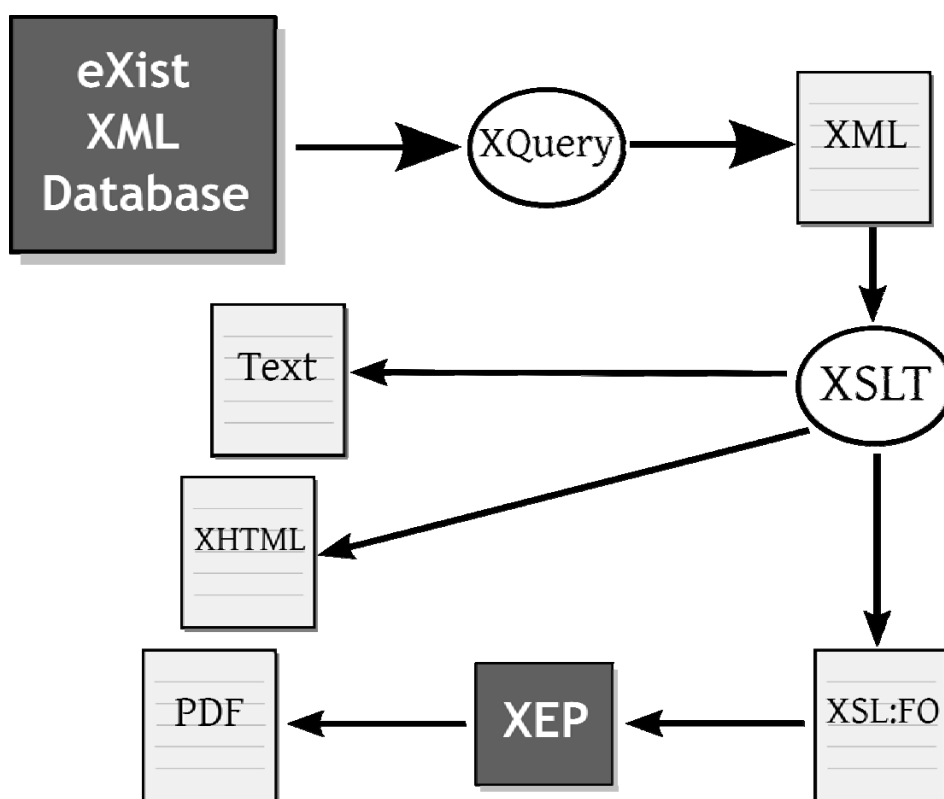 eXist
XML
Database
XQuery
XML
Text
XSLT
XHTML
PDF
XEP
XSL:FO